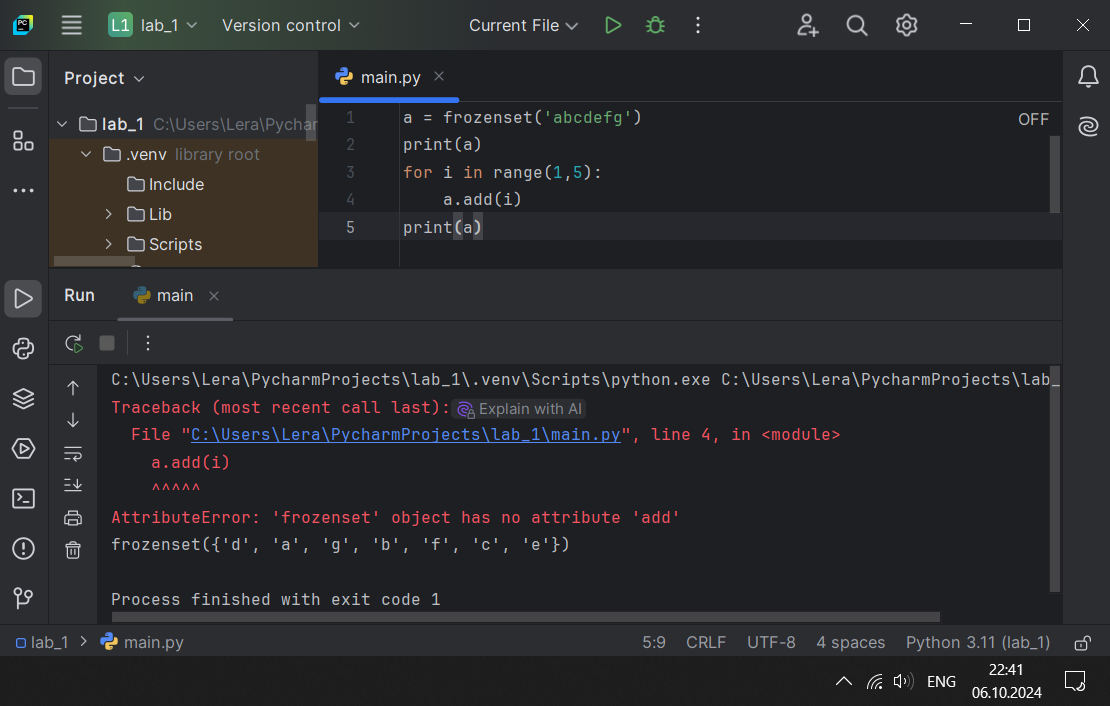 L1 lab_1 Version control Current File
Project
main.py
lab_1 C:\Users\Lera\Pychar
.venv library root
Include
Lib
Scripts
OFF
1 a = frozenset('abcdefg')
2 print(a)
3 for i in range(1,5):
4 a.add(i)
5 print(a)
Run main
C:\Users\Lera\PycharmProjects\lab_1\.venv\Scripts\python.exe C:\Users\Lera\PycharmProjects\lab_
Traceback (most recent call last): Explain with AI
File "C:\Users\Lera\PycharmProjects\lab_1\main.py", line 4, in <module>
a.add(i)
^^^^^
AttributeError: 'frozenset' object has no attribute 'add'
frozenset({'d', 'a', 'g', 'b', 'f', 'c', 'e'})
Process finished with exit code 1
lab_1 > main.py 5:9 CRLF UTF-8 4 spaces Python 3.11 (lab_1)
ENG
22:41
06.10.2024